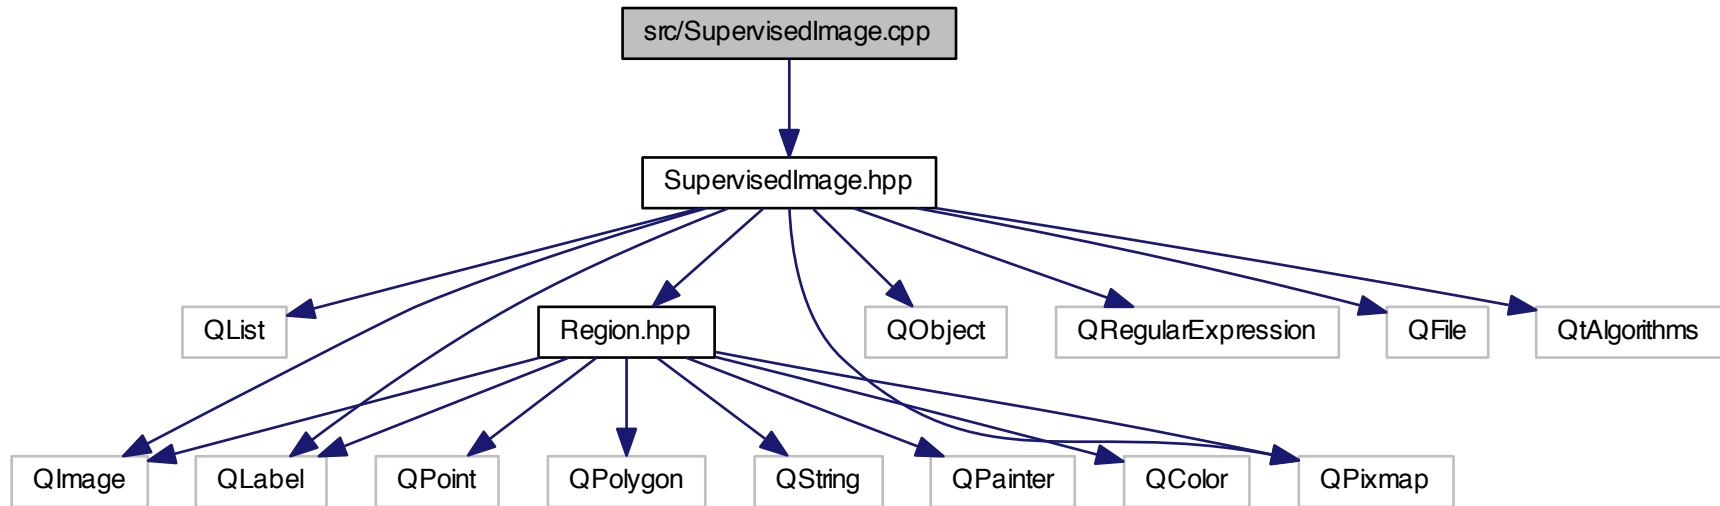 src/SupervisedImage.cpp
SupervisedImage.hpp
QList
Region.hpp
QObject
QRegularExpression
QFile
QtAlgorithms
QImage
QLabel
QPoint
QPolygon
QString
QPainter
QColor
QPixmap